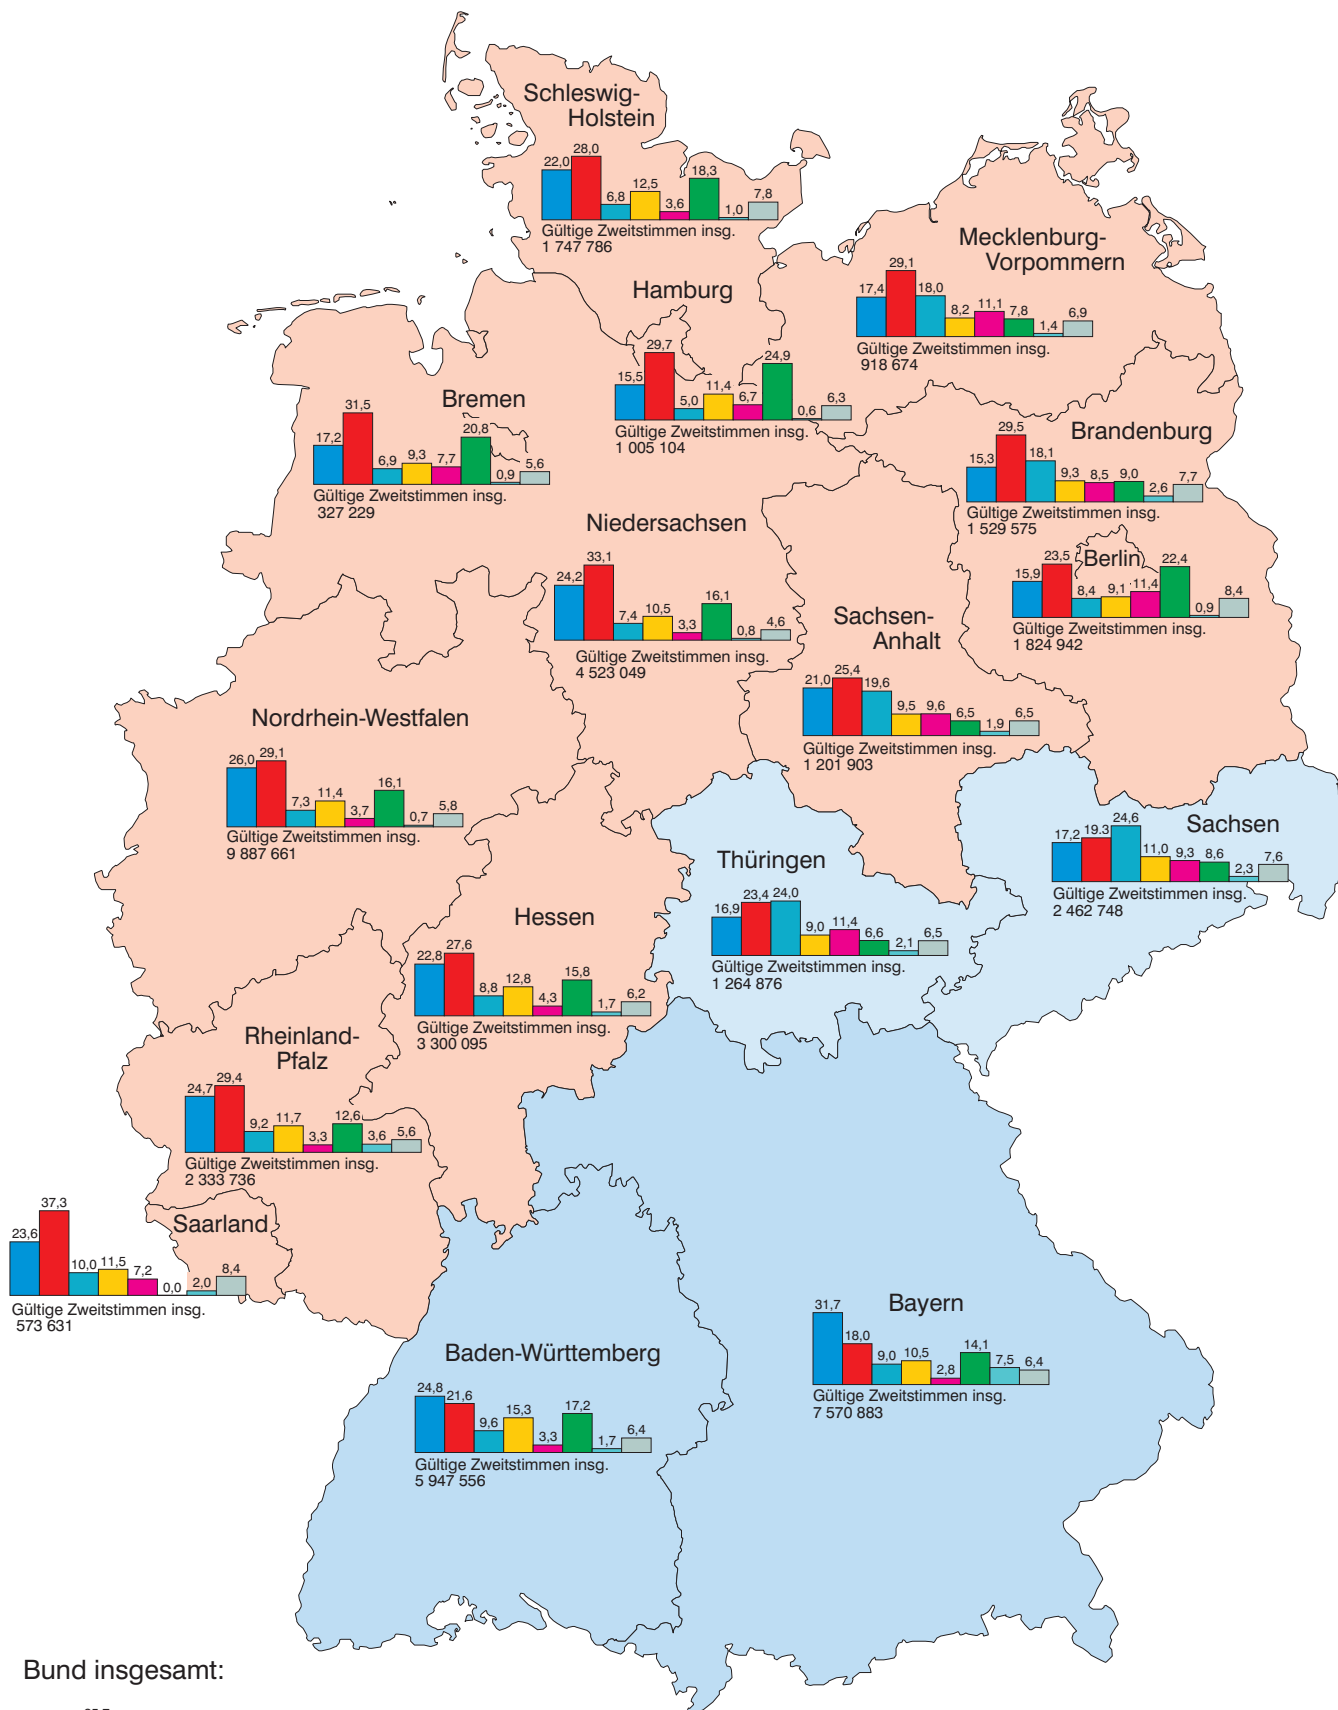 Schleswig-
Holstein
22,0 28,0 6,8 12,5 3,6 18,3 1,0 7,8
Gültige Zweitstimmen insg.
1 747 786
Mecklenburg-
Vorpommern
17,4 29,1 18,0 8,2 11,1 7,8 1,4 6,9
Gültige Zweitstimmen insg.
918 674
Hamburg
15,5 29,7 5,0 11,4 6,7 24,9 0,6 6,3
Gültige Zweitstimmen insg.
1 005 104
Bremen
17,2 31,5 6,9 9,3 7,7 20,8 0,9 5,6
Gültige Zweitstimmen insg.
327 229
Brandenburg
15,3 29,5 18,1 9,3 8,5 9,0 2,6 7,7
Gültige Zweitstimmen insg.
1 529 575
Niedersachsen
24,2 33,1 7,4 10,5 3,3 16,1 0,8 4,6
Gültige Zweitstimmen insg.
4 523 049
Berlin
15,9 23,5 8,4 9,1 11,4 22,4 0,9 8,4
Gültige Zweitstimmen insg.
1 824 942
Sachsen-
Anhalt
21,0 25,4 19,6 9,5 9,6 6,5 1,9 6,5
Gültige Zweitstimmen insg.
1 201 903
Nordrhein-Westfalen
26,0 29,1 7,3 11,4 3,7 16,1 0,7 5,8
Gültige Zweitstimmen insg.
9 887 661
Sachsen
17,2 19,3 24,6 11,0 9,3 8,6 2,3 7,6
Gültige Zweitstimmen insg.
2 462 748
Thüringen
16,9 23,4 24,0 9,0 11,4 6,6 2,1 6,5
Gültige Zweitstimmen insg.
1 264 876
Hessen
22,8 27,6 8,8 12,8 4,3 15,8 1,7 6,2
Gültige Zweitstimmen insg.
3 300 095
Rheinland-
Pfalz
24,7 29,4 9,2 11,7 3,3 12,6 3,6 5,6
Gültige Zweitstimmen insg.
2 333 736
Saarland
23,6 37,3 10,0 11,5 7,2 0,0 2,0 8,4
Gültige Zweitstimmen insg.
573 631
Bayern
31,7 18,0 9,0 10,5 2,8 14,1 7,5 6,4
Gültige Zweitstimmen insg.
7 570 883
Baden-Württemberg
24,8 21,6 9,6 15,3 3,3 17,2 1,7 6,4
Gültige Zweitstimmen insg.
5 947 556
Bund insgesamt: